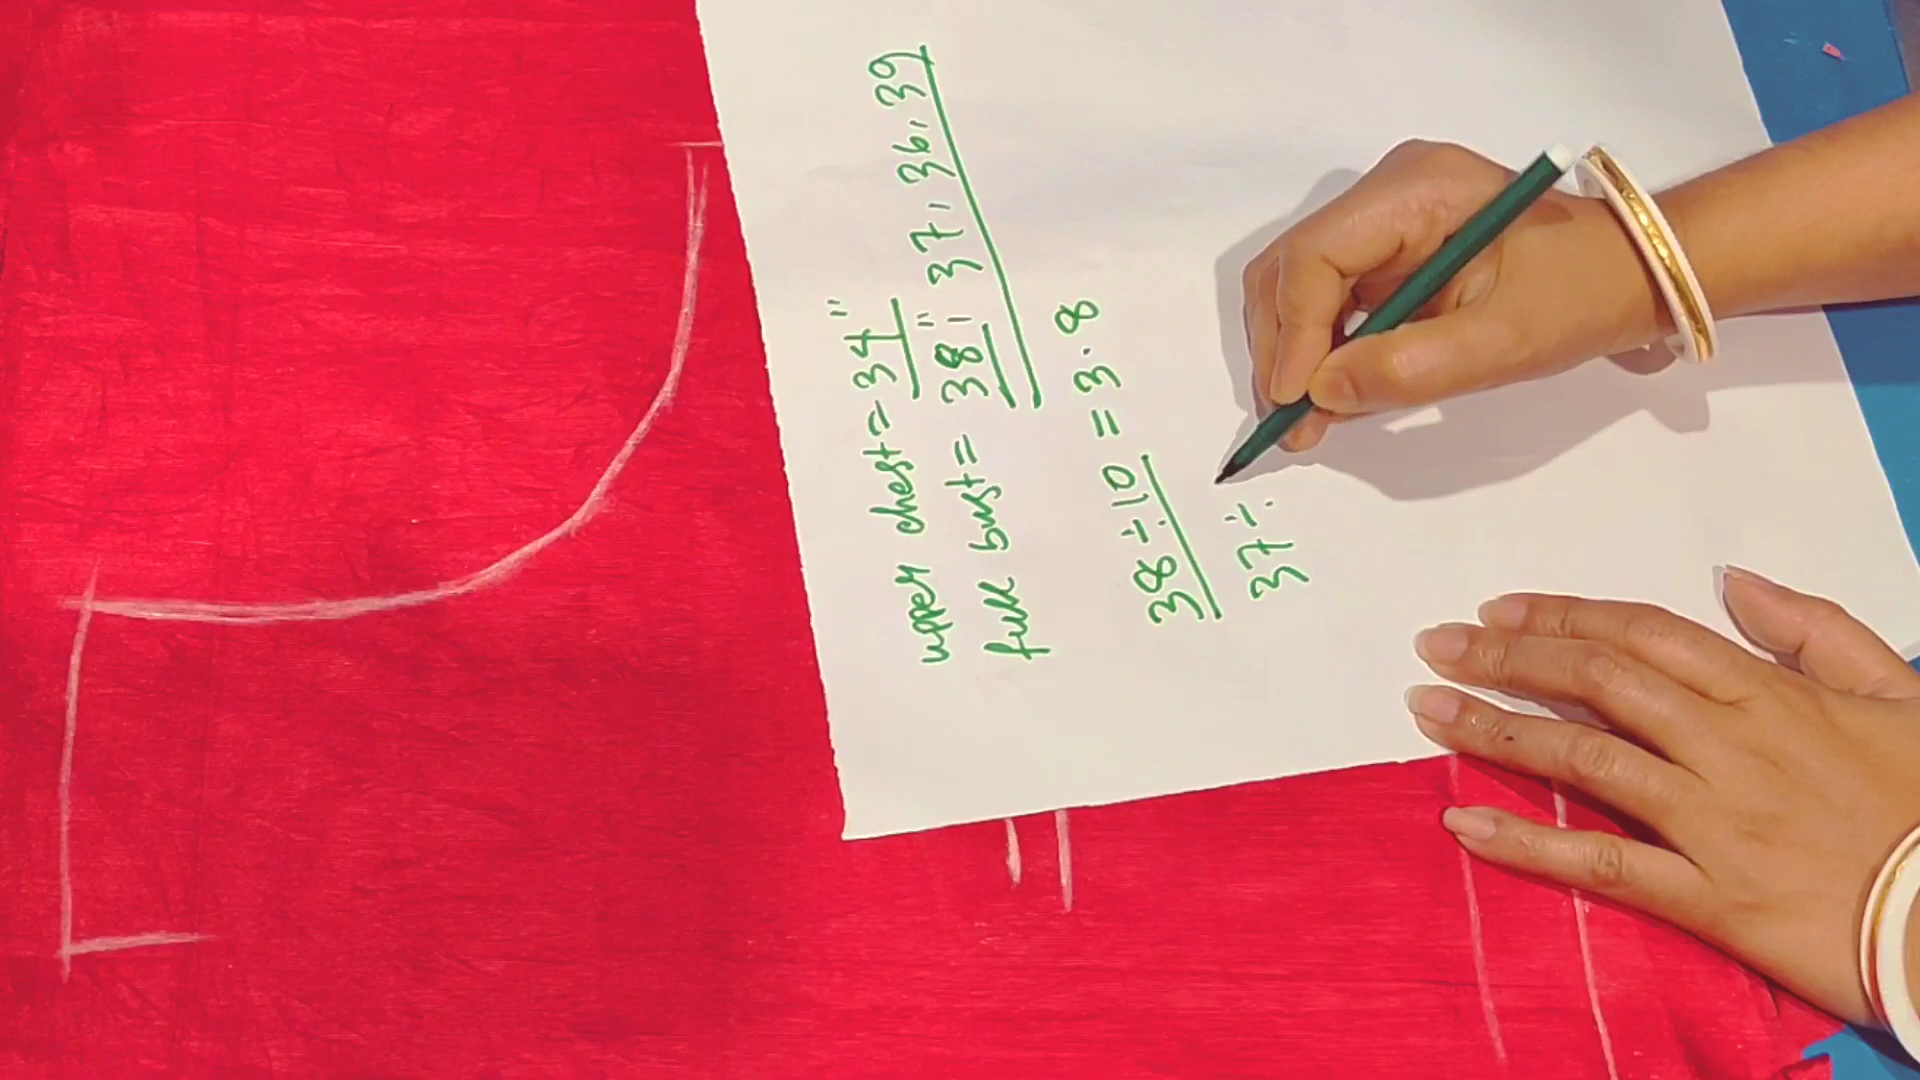 upper chest = 34"
full bust = 38", 37, 36, 39
38 ÷ 10 = 3.8
37 ÷